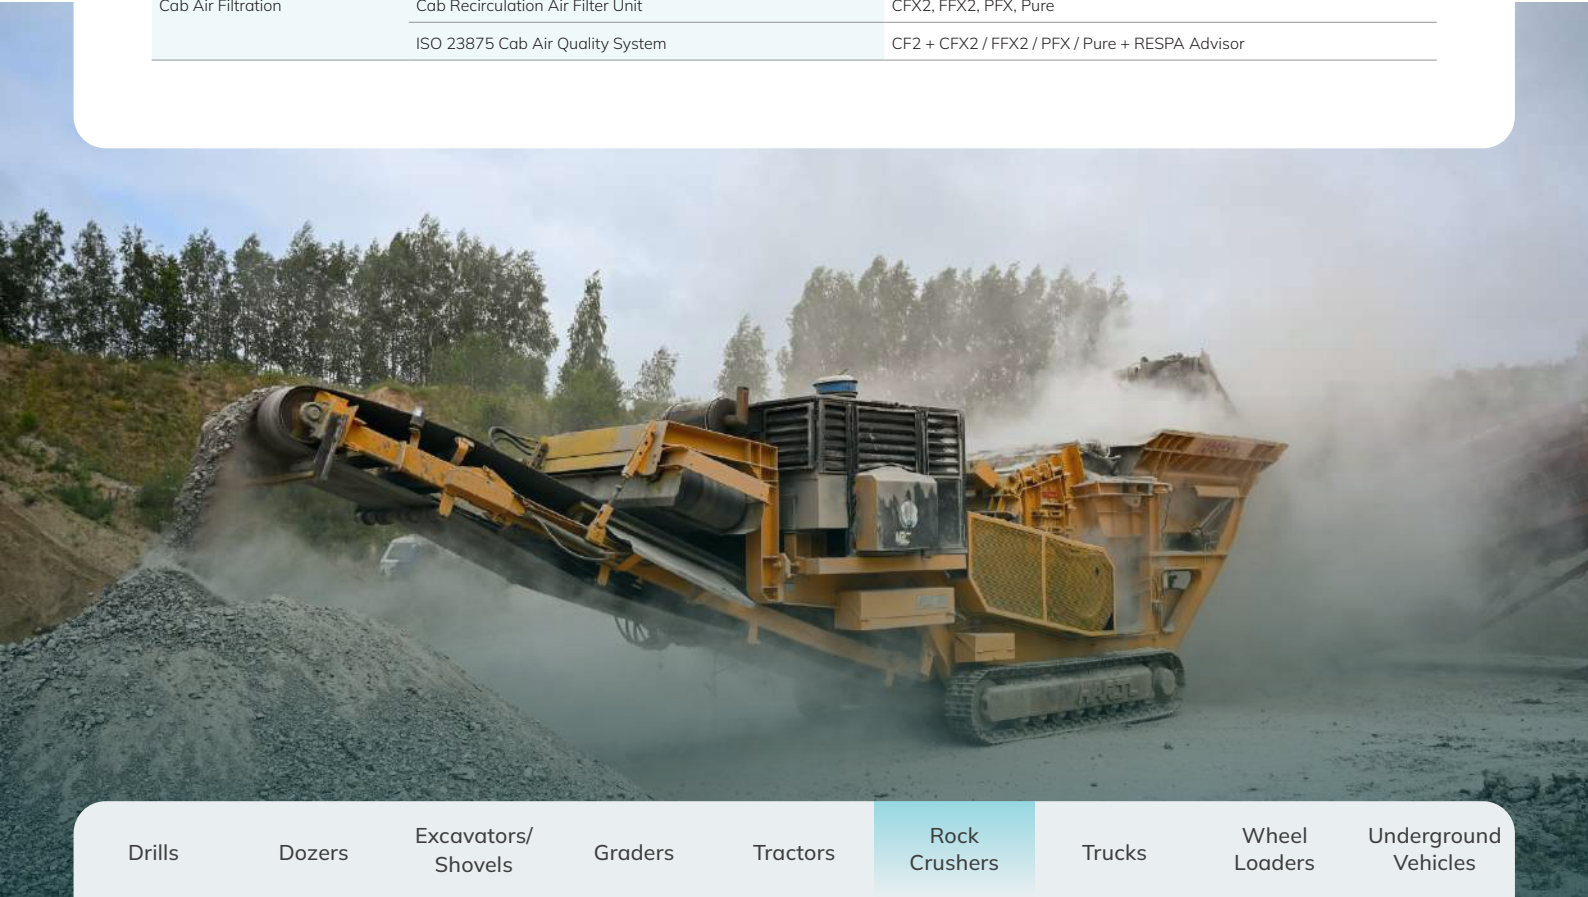 Cab Air Filtration
Cab Recirculation Air Filter Unit
CFX2, FFX2, PFX, Pure
ISO 23875 Cab Air Quality System
CF2 + CFX2 / FFX2 / PFX / Pure + RESPA Advisor
Drills
Dozers
Excavators/
Shovels
Graders
Tractors
Rock
Crushers
Trucks
Wheel
Loaders
Underground
Vehicles